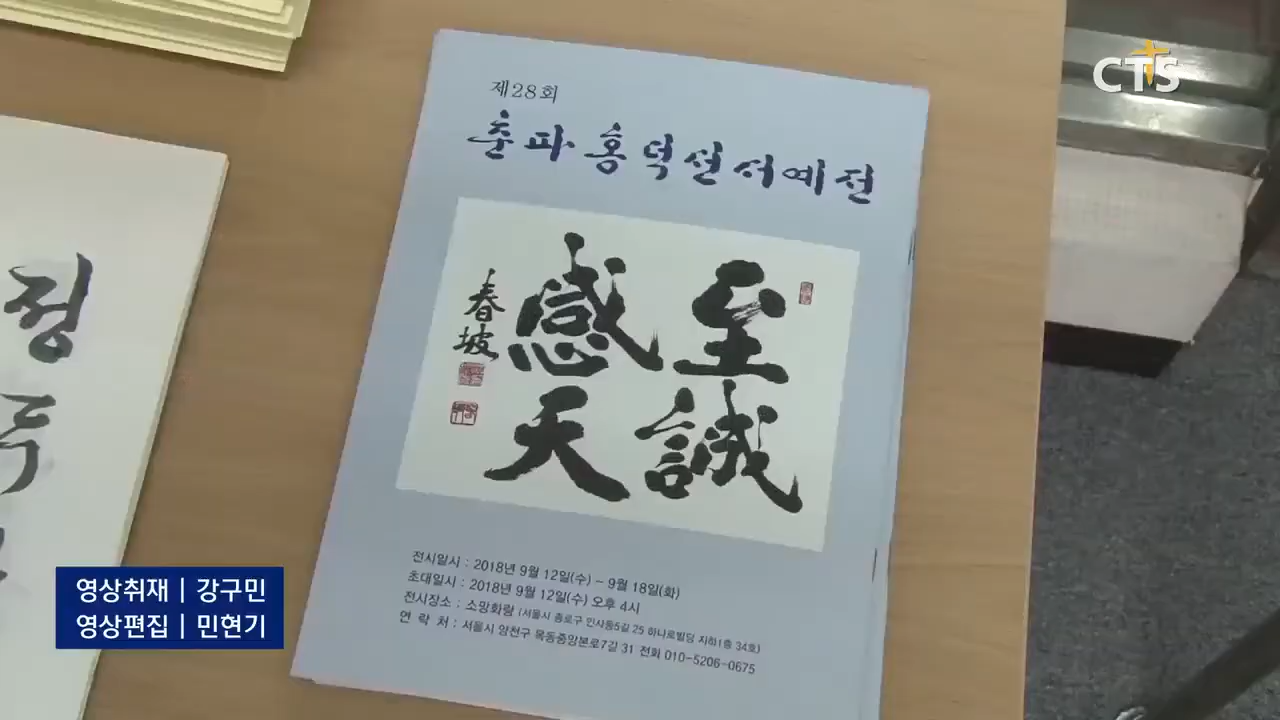 CTS
제28회
춘파홍덕선서예전
至誠
感天
春坡
전시일시 : 2018년 9월 12일(수) - 9월 18일(화)
초대일시 : 2018년 9월 12일(수) 오후 4시
전시장소 : 소망화랑 (서울시 종로구 인사동5길 25 하나로빌딩 지하1층 34호)
연 락 처 : 서울시 양천구 목동중앙본로7길 31 전화 010-5206-0675
정
두
영상취재 | 강구민
영상편집 | 민현기